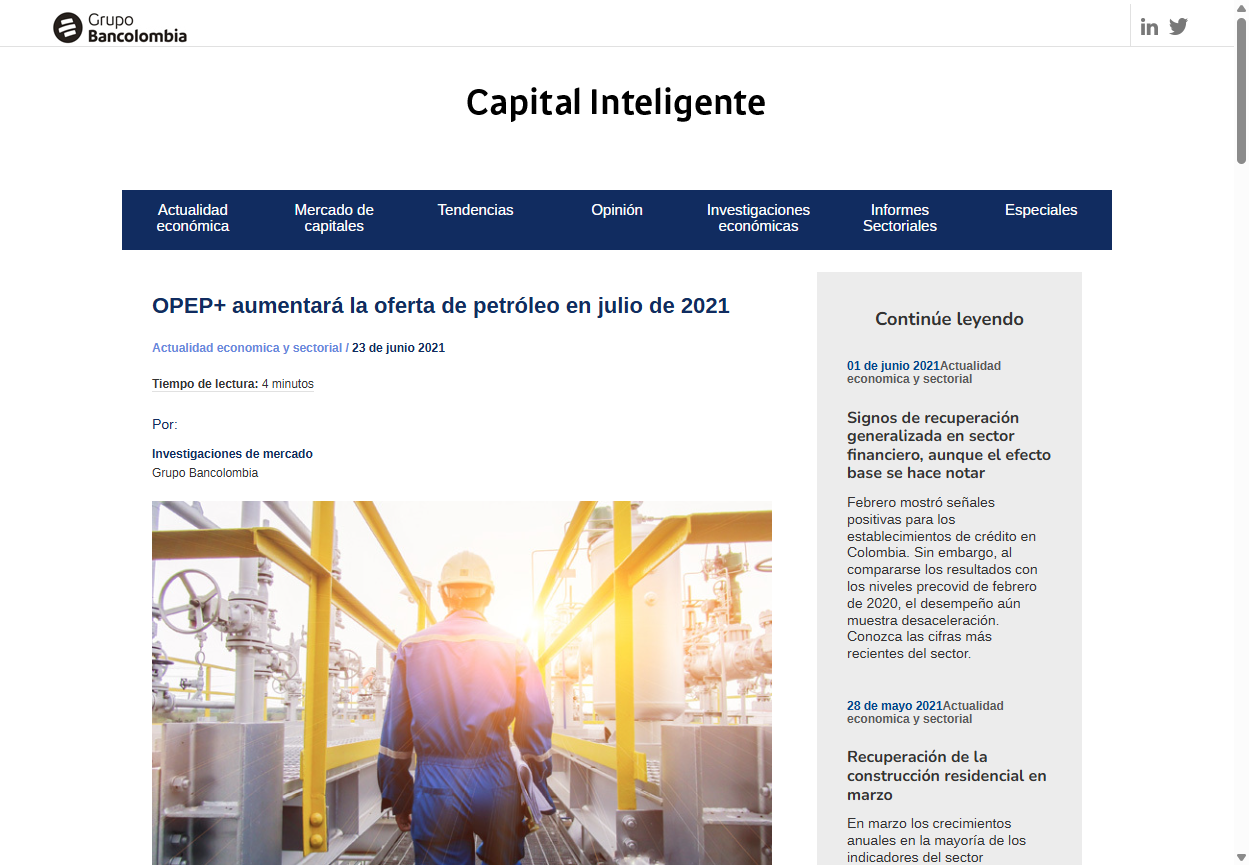 Grupo
Bancolombia
Capital Inteligente
Actualidad
económica
Mercado de
capitales
Tendencias
Opinión
Investigaciones
económicas
Informes
Sectoriales
Especiales
OPEP+ aumentará la oferta de petróleo en julio de 2021
Actualidad economica y sectorial / 23 de junio 2021
Tiempo de lectura: 4 minutos
Por:
Investigaciones de mercado
Grupo Bancolombia
Continúe leyendo
01 de junio 2021Actualidad
economica y sectorial
Signos de recuperación
generalizada en sector
financiero, aunque el efecto
base se hace notar
Febrero mostró señales
positivas para los
establecimientos de crédito en
Colombia. Sin embargo, al
compararse los resultados con
los niveles precovid de febrero
de 2020, el desempeño aún
muestra desaceleración.
Conozca las cifras más
recientes del sector.
28 de mayo 2021Actualidad
economica y sectorial
Recuperación de la
construcción residencial en
marzo
En marzo los crecimientos
anuales en la mayoría de los
indicadores del sector